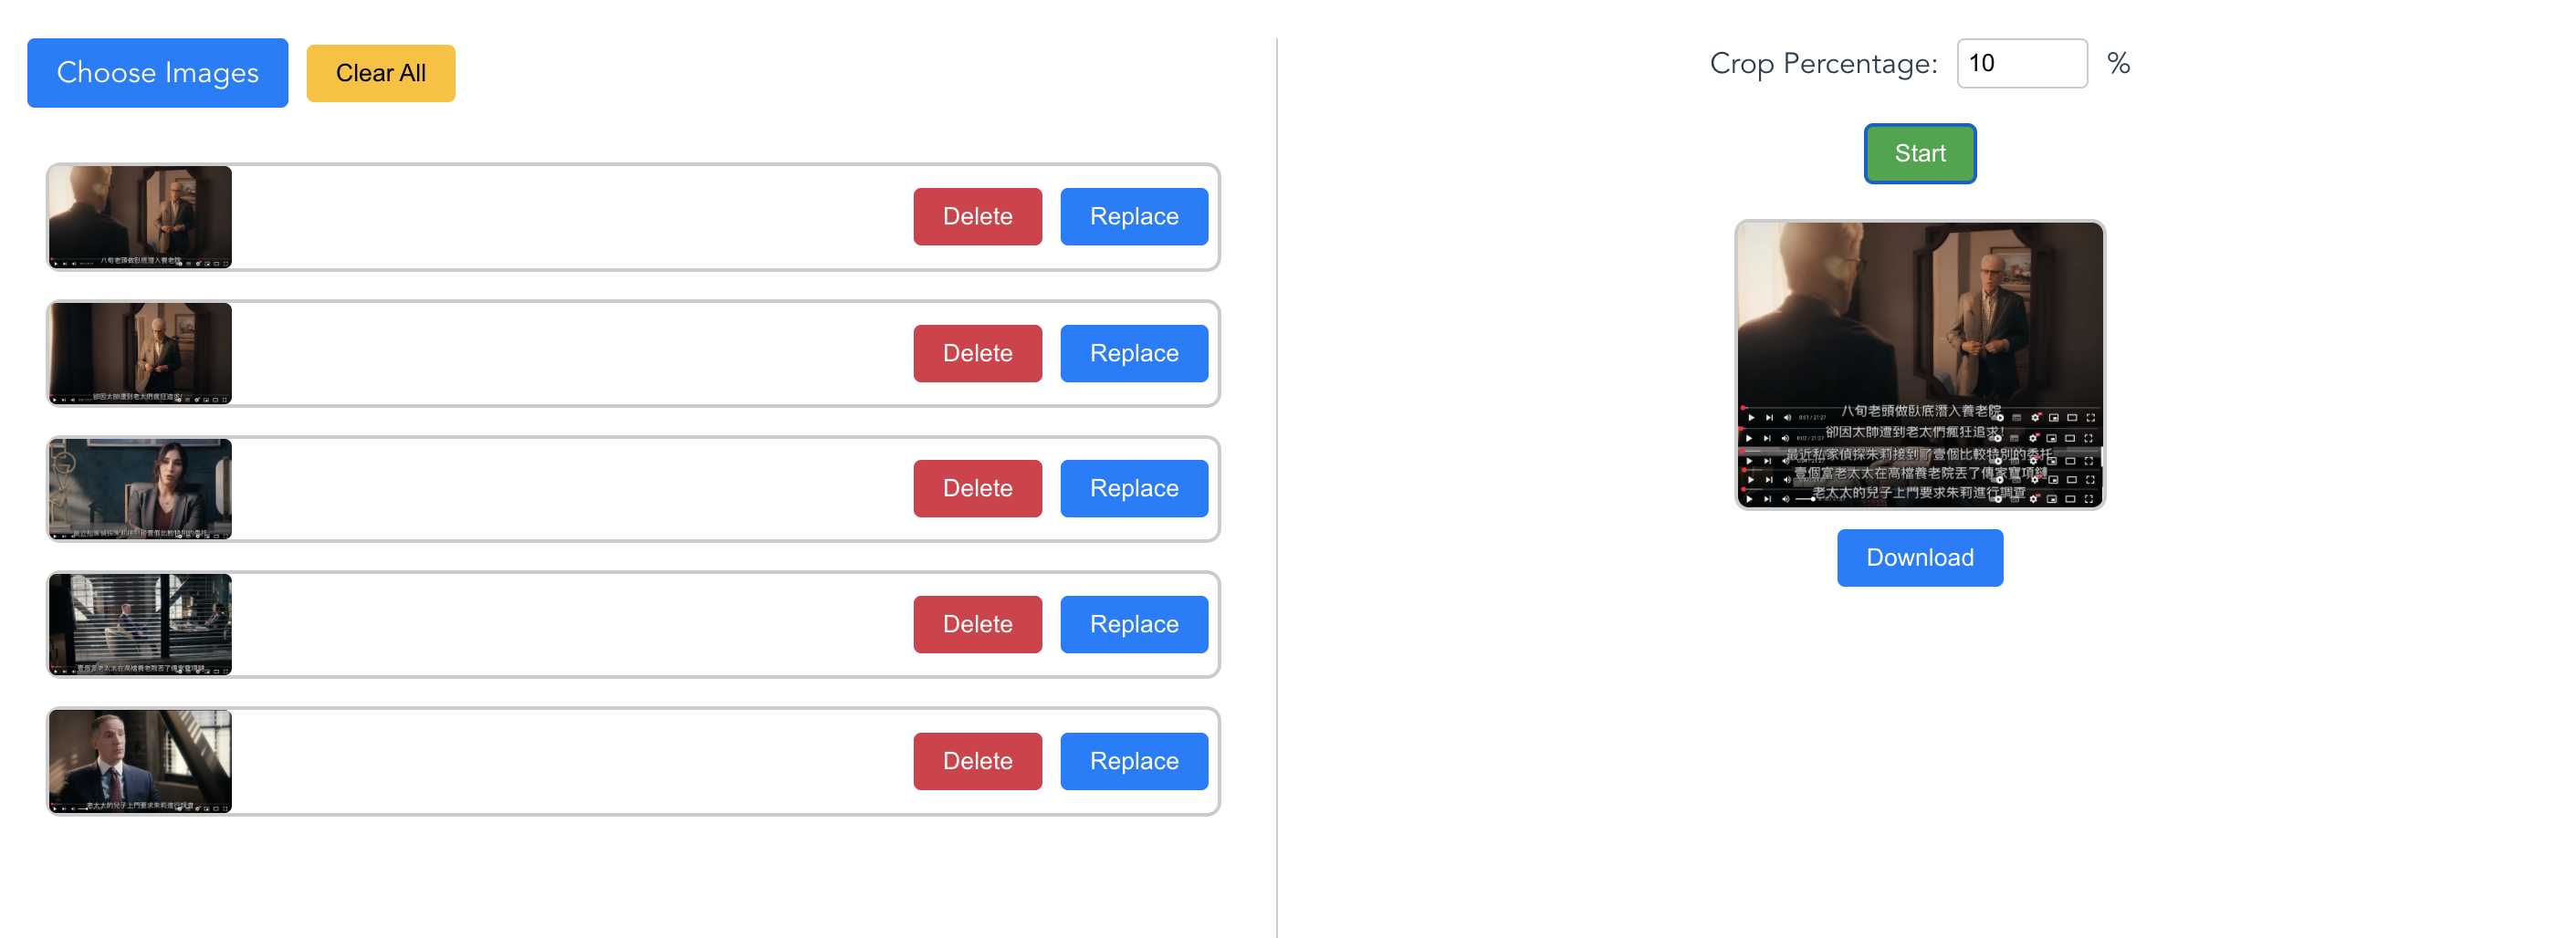 Choose Images
Clear All
八旬老頭做臥底潛入養老院
Delete
Replace
卻因太帥遭到老太們瘋狂追求!
Delete
Replace
最近私家偵探朱莉接到了壹個比較特別的委托
Delete
Replace
壹個富老太太在高檔養老院丟了傳家寶項鏈
Delete
Replace
老太太的兒子上門要求朱莉進行調查
Delete
Replace
Crop Percentage: 10 %
Start
八旬老頭做臥底潛入養老院
0:01 / 21:27
卻因太帥遭到老太們瘋狂追求!
0:02 / 21:27
最近私家偵探朱莉接到了壹個比較特別的委托
壹個富老太太在高檔養老院丟了傳家寶項鏈
老太太的兒子上門要求朱莉進行調查
Download